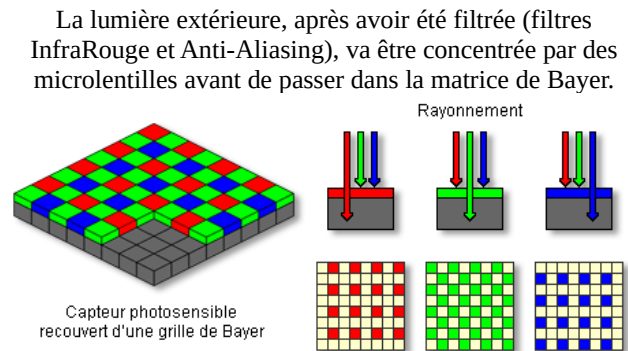 La lumière extérieure, après avoir été filtrée (filtres
InfraRouge et Anti-Aliasing), va être concentrée par des
microlentilles avant de passer dans la matrice de Bayer.
Rayonnement
Capteur photosensible
recouvert d'une grille de Bayer